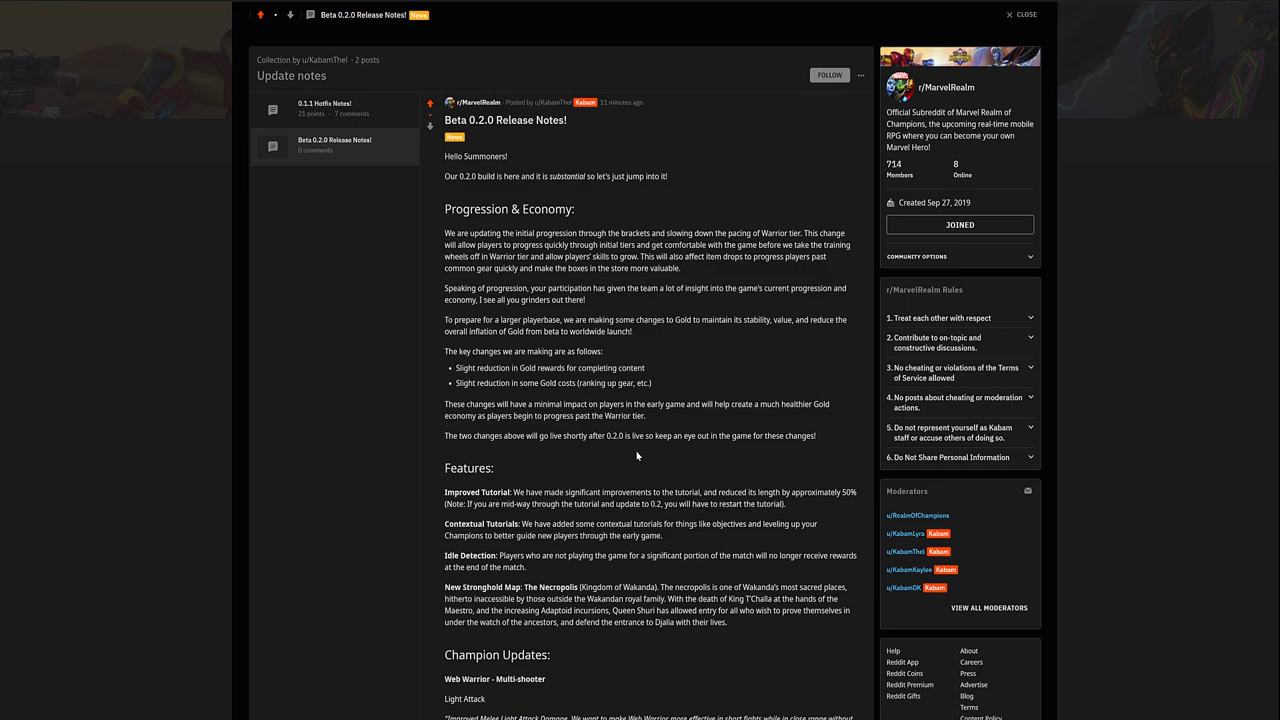 Beta 0.2.0 Release Notes! News
CLOSE
Collection by u/KabamThel · 2 posts
Update notes
FOLLOW
0.1.1 Hotfix Notes!
21 points · 7 comments
Beta 0.2.0 Release Notes!
0 comments
r/MarvelRealm · Posted by u/KabamThel Kabam 11 minutes ago
Beta 0.2.0 Release Notes!
News
Hello Summoners!
Our 0.2.0 build is here and it is substantial so let's just jump into it!
Progression & Economy:
We are updating the initial progression through the brackets and slowing down the pacing of Warrior tier. This change
will allow players to progress quickly through initial tiers and get comfortable with the game before we take the training
wheels off in Warrior tier and allow players' skills to grow. This will also affect item drops to progress players past
common gear quickly and make the boxes in the store more valuable.
Speaking of progression, your participation has given the team a lot of insight into the game's current progression and
economy, I see all you grinders out there!
To prepare for a larger playerbase, we are making some changes to Gold to maintain its stability, value, and reduce the
overall inflation of Gold from beta to worldwide launch!
The key changes we are making are as follows:
• Slight reduction in Gold rewards for completing content
• Slight reduction in some Gold costs (ranking up gear, etc.)
These changes will have a minimal impact on players in the early game and will help create a much healthier Gold
economy as players begin to progress past the Warrior tier.
The two changes above will go live shortly after 0.2.0 is live so keep an eye out in the game for these changes!
Features:
Improved Tutorial: We have made significant improvements to the tutorial, and reduced its length by approximately 50%
(Note: If you are mid-way through the tutorial and update to 0.2, you will have to restart the tutorial).
Contextual Tutorials: We have added some contextual tutorials for things like objectives and leveling up your
Champions to better guide new players through the early game.
Idle Detection: Players who are not playing the game for a significant portion of the match will no longer receive rewards
at the end of the match.
New Stronghold Map: The Necropolis (Kingdom of Wakanda). The necropolis is one of Wakanda's most sacred places,
hitherto inaccessible by those outside the Wakandan royal family. With the death of King T'Challa at the hands of the
Maestro, and the increasing Adaptoid incursions, Queen Shuri has allowed entry for all who wish to prove themselves in
under the watch of the ancestors, and defend the entrance to Djalia with their lives.
Champion Updates:
Web Warrior - Multi-shooter
Light Attack
"Improved Melee Light Attack Damage. We want to make Web Warrior more effective in short fights while in close range without
r/MarvelRealm
Official Subreddit of Marvel Realm of
Champions, the upcoming real-time mobile
RPG where you can become your own
Marvel Hero!
714 8
Members Online
Created Sep 27, 2019
JOINED
COMMUNITY OPTIONS
r/MarvelRealm Rules
1. Treat each other with respect
2. Contribute to on-topic and
constructive discussions.
3. No cheating or violations of the Terms
of Service allowed
4. No posts about cheating or moderation
actions.
5. Do not represent yourself as Kabam
staff or accuse others of doing so.
6. Do Not Share Personal Information
Moderators
u/RealmOfChampions
u/KabamLyra Kabam
u/KabamThel Kabam
u/KabamKaylee Kabam
u/KabamDK Kabam
VIEW ALL MODERATORS
Help About
Reddit App Careers
Reddit Coins Press
Reddit Premium Advertise
Reddit Gifts Blog
Terms
Content Policy